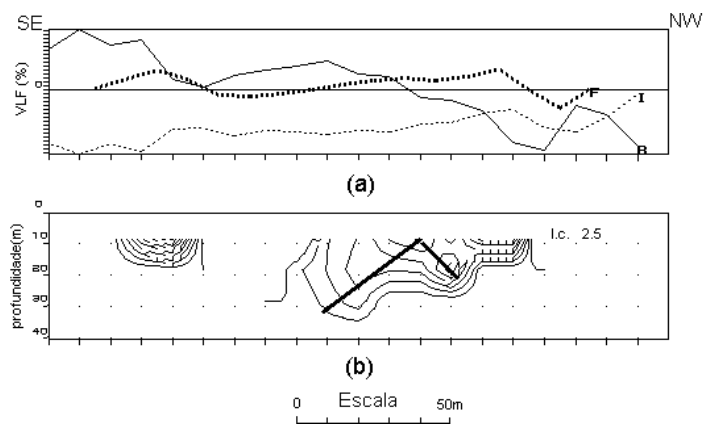 SE NW
VLF (%)
0
F
I
R
(a)
0
10
20
30
40
profundidade(m)
I.c. 2.5
(b)
0 Escala 50m